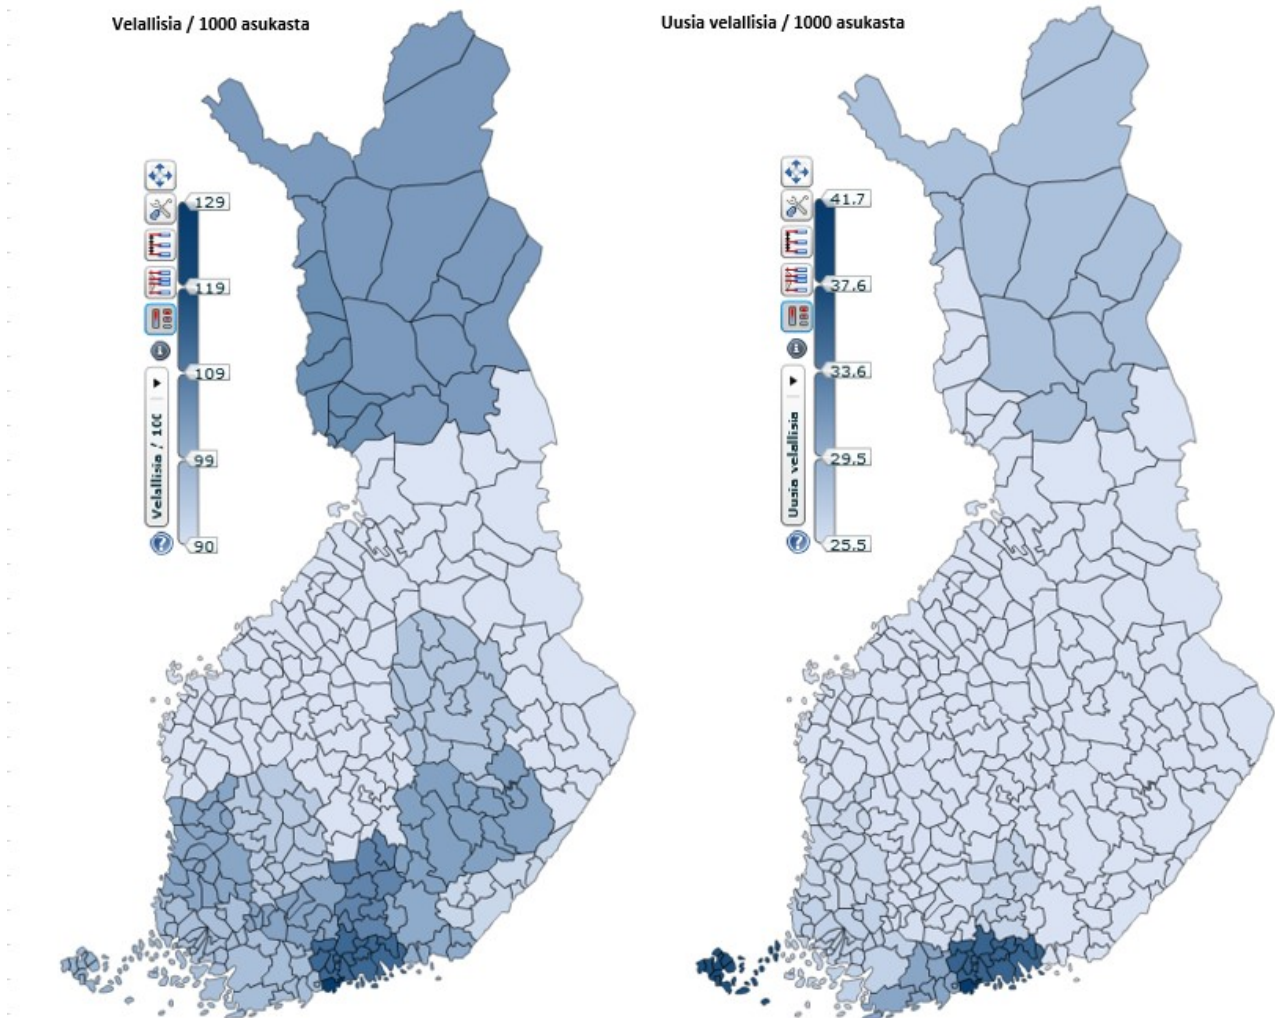 Velallisia / 1000 asukasta
129
119
109
99
90
Velallisia / 100
Uusia velallisia / 1000 asukasta
41.7
37.6
33.6
29.5
25.5
Uusia velallisia